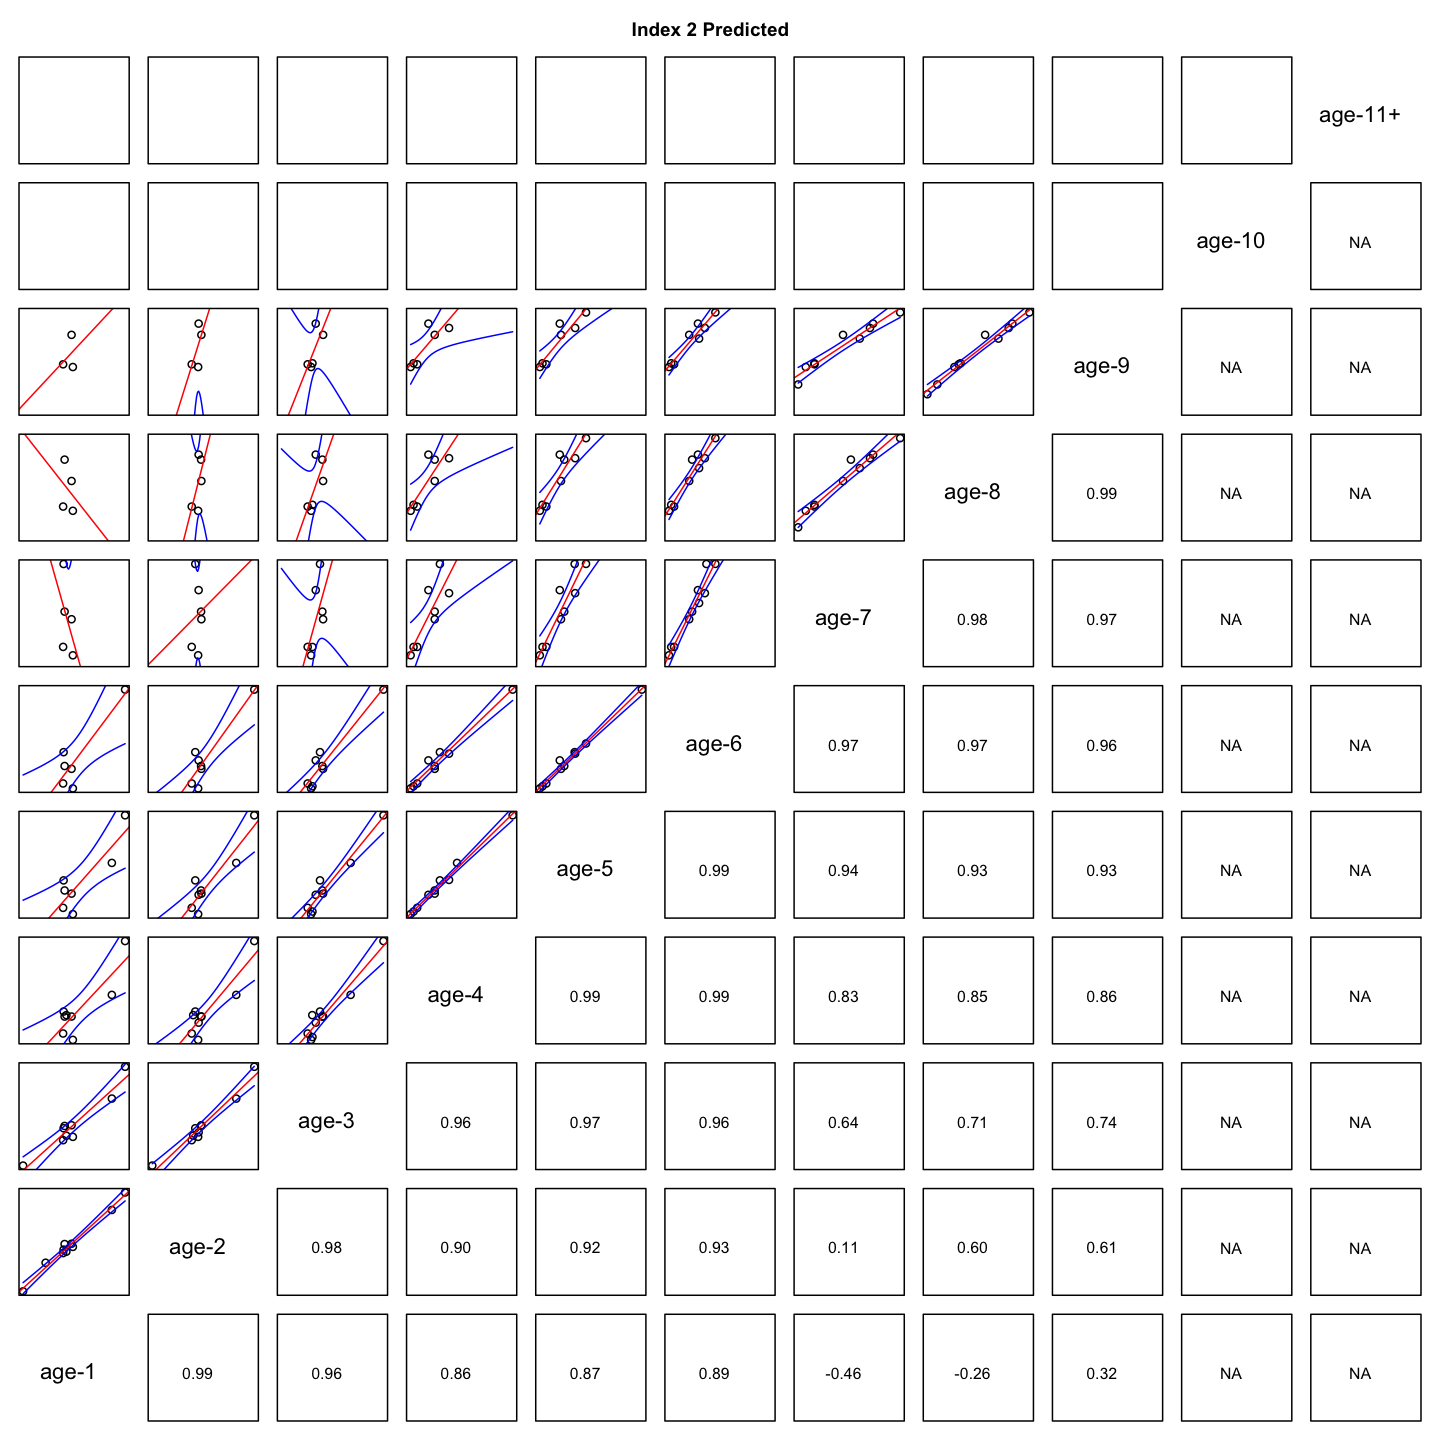 Index 2 Predicted
age-11+
age-10 NA
age-9 NA NA
age-8 0.99 NA NA
age-7 0.98 0.97 NA NA
age-6 0.97 0.97 0.96 NA NA
age-5 0.99 0.94 0.93 0.93 NA NA
age-4 0.99 0.99 0.83 0.85 0.86 NA NA
age-3 0.96 0.97 0.96 0.64 0.71 0.74 NA NA
age-2 0.98 0.90 0.92 0.93 0.11 0.60 0.61 NA NA
age-1 0.99 0.96 0.86 0.87 0.89 -0.46 -0.26 0.32 NA NA